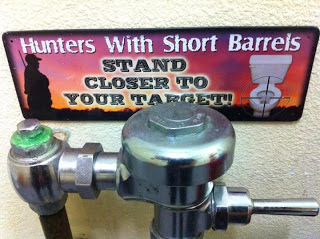 Hunters With Short Barrels
STAND
CLOSER TO
YOUR TARGET!